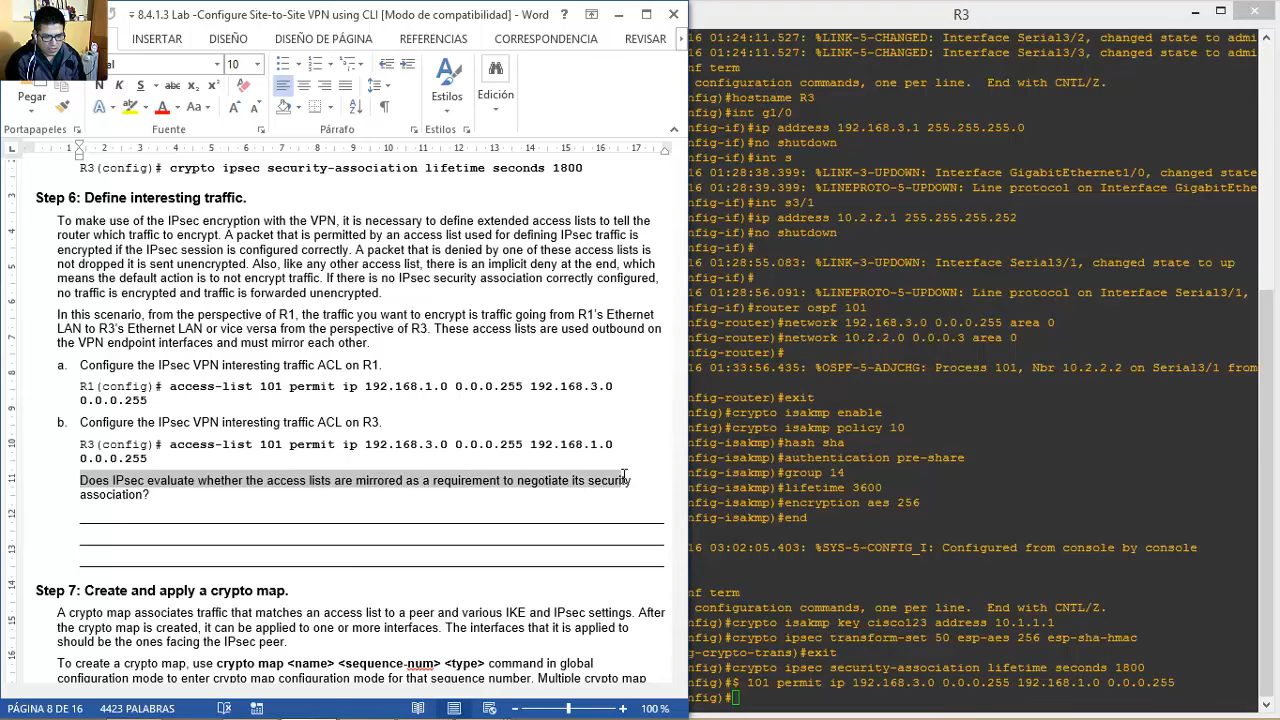 8.4.1.3 Lab -Configure Site-to-Site VPN using CLI [Modo de compatibilidad] - Word
INSERTAR DISEÑO DISEÑO DE PÁGINA REFERENCIAS CORRESPONDENCIA REVISAR
al 10
N K S abc x₂ x²
A A Aa A A
Pegar Estilos Edición
Portapapeles Fuente Párrafo Estilos
1 1 2 3 4 5 6 7 8 9 10 11 12 13 14 15 16 17
R3(config)# crypto ipsec security-association lifetime seconds 1800
Step 6: Define interesting traffic.
To make use of the IPsec encryption with the VPN, it is necessary to define extended access lists to tell the
router which traffic to encrypt. A packet that is permitted by an access list used for defining IPsec traffic is
encrypted if the IPsec session is configured correctly. A packet that is denied by one of these access lists is
not dropped it is sent unencrypted. Also, like any other access list, there is an implicit deny at the end, which
means the default action is to not encrypt traffic. If there is no IPsec security association correctly configured,
no traffic is encrypted and traffic is forwarded unencrypted.
In this scenario, from the perspective of R1, the traffic you want to encrypt is traffic going from R1's Ethernet
LAN to R3's Ethernet LAN or vice versa from the perspective of R3. These access lists are used outbound on
the VPN endpoint interfaces and must mirror each other.
a. Configure the IPsec VPN interesting traffic ACL on R1.
R1(config)# access-list 101 permit ip 192.168.1.0 0.0.0.255 192.168.3.0
0.0.0.255
b. Configure the IPsec VPN interesting traffic ACL on R3.
R3(config)# access-list 101 permit ip 192.168.3.0 0.0.0.255 192.168.1.0
0.0.0.255
Does IPsec evaluate whether the access lists are mirrored as a requirement to negotiate its security
association?
Step 7: Create and apply a crypto map.
A crypto map associates traffic that matches an access list to a peer and various IKE and IPsec settings. After
the crypto map is created, it can be applied to one or more interfaces. The interfaces that it is applied to
should be the ones facing the IPsec peer.
To create a crypto map, use crypto map <name> <sequence-num> <type> command in global
configuration mode to enter crypto map configuration mode for that sequence number. Multiple crypto map
PÁGINA 8 DE 16 4423 PALABRAS 100 %
R3
16 01:24:11.527: %LINK-5-CHANGED: Interface Serial3/2, changed state to admi
16 01:24:11.527: %LINK-5-CHANGED: Interface Serial3/3, changed state to admi
nf term
configuration commands, one per line. End with CNTL/Z.
nfig)#hostname R3
nfig)#int g1/0
nfig-if)#ip address 192.168.3.1 255.255.255.0
nfig-if)#no shutdown
nfig-if)#int s
16 01:28:38.399: %LINK-3-UPDOWN: Interface GigabitEthernet1/0, changed state
16 01:28:39.399: %LINEPROTO-5-UPDOWN: Line protocol on Interface GigabitEthe
nfig-if)#int s3/1
nfig-if)#ip address 10.2.2.1 255.255.255.252
nfig-if)#no shutdown
nfig-if)#
16 01:28:55.083: %LINK-3-UPDOWN: Interface Serial3/1, changed state to up
nfig-if)#
16 01:28:56.091: %LINEPROTO-5-UPDOWN: Line protocol on Interface Serial3/1,
nfig-if)#router ospf 101
nfig-router)#network 192.168.3.0 0.0.0.255 area 0
nfig-router)#network 10.2.2.0 0.0.0.3 area 0
nfig-router)#
16 01:33:56.435: %OSPF-5-ADJCHG: Process 101, Nbr 10.2.2.2 on Serial3/1 from
nfig-router)#exit
nfig)#crypto isakmp enable
nfig)#crypto isakmp policy 10
nfig-isakmp)#hash sha
nfig-isakmp)#authentication pre-share
nfig-isakmp)#group 14
nfig-isakmp)#lifetime 3600
nfig-isakmp)#encryption aes 256
nfig-isakmp)#end
16 03:02:05.403: %SYS-5-CONFIG_I: Configured from console by console
nf term
configuration commands, one per line. End with CNTL/Z.
nfig)#crypto isakmp key cisco123 address 10.1.1.1
nfig)#crypto ipsec transform-set 50 esp-aes 256 esp-sha-hmac
nfig-crypto-trans)#exit
nfig)#crypto ipsec security-association lifetime seconds 1800
nfig)#$ 101 permit ip 192.168.3.0 0.0.0.255 192.168.1.0 0.0.0.255
nfig)#